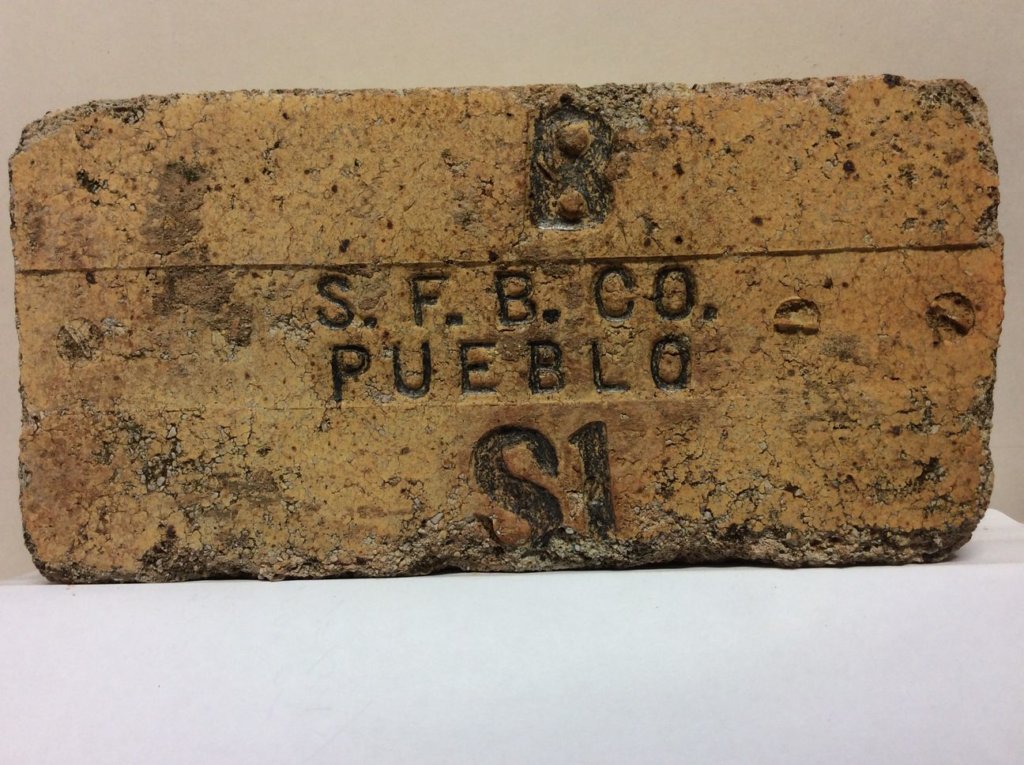 8
S. F. B. CO.
PUEBLO
S1